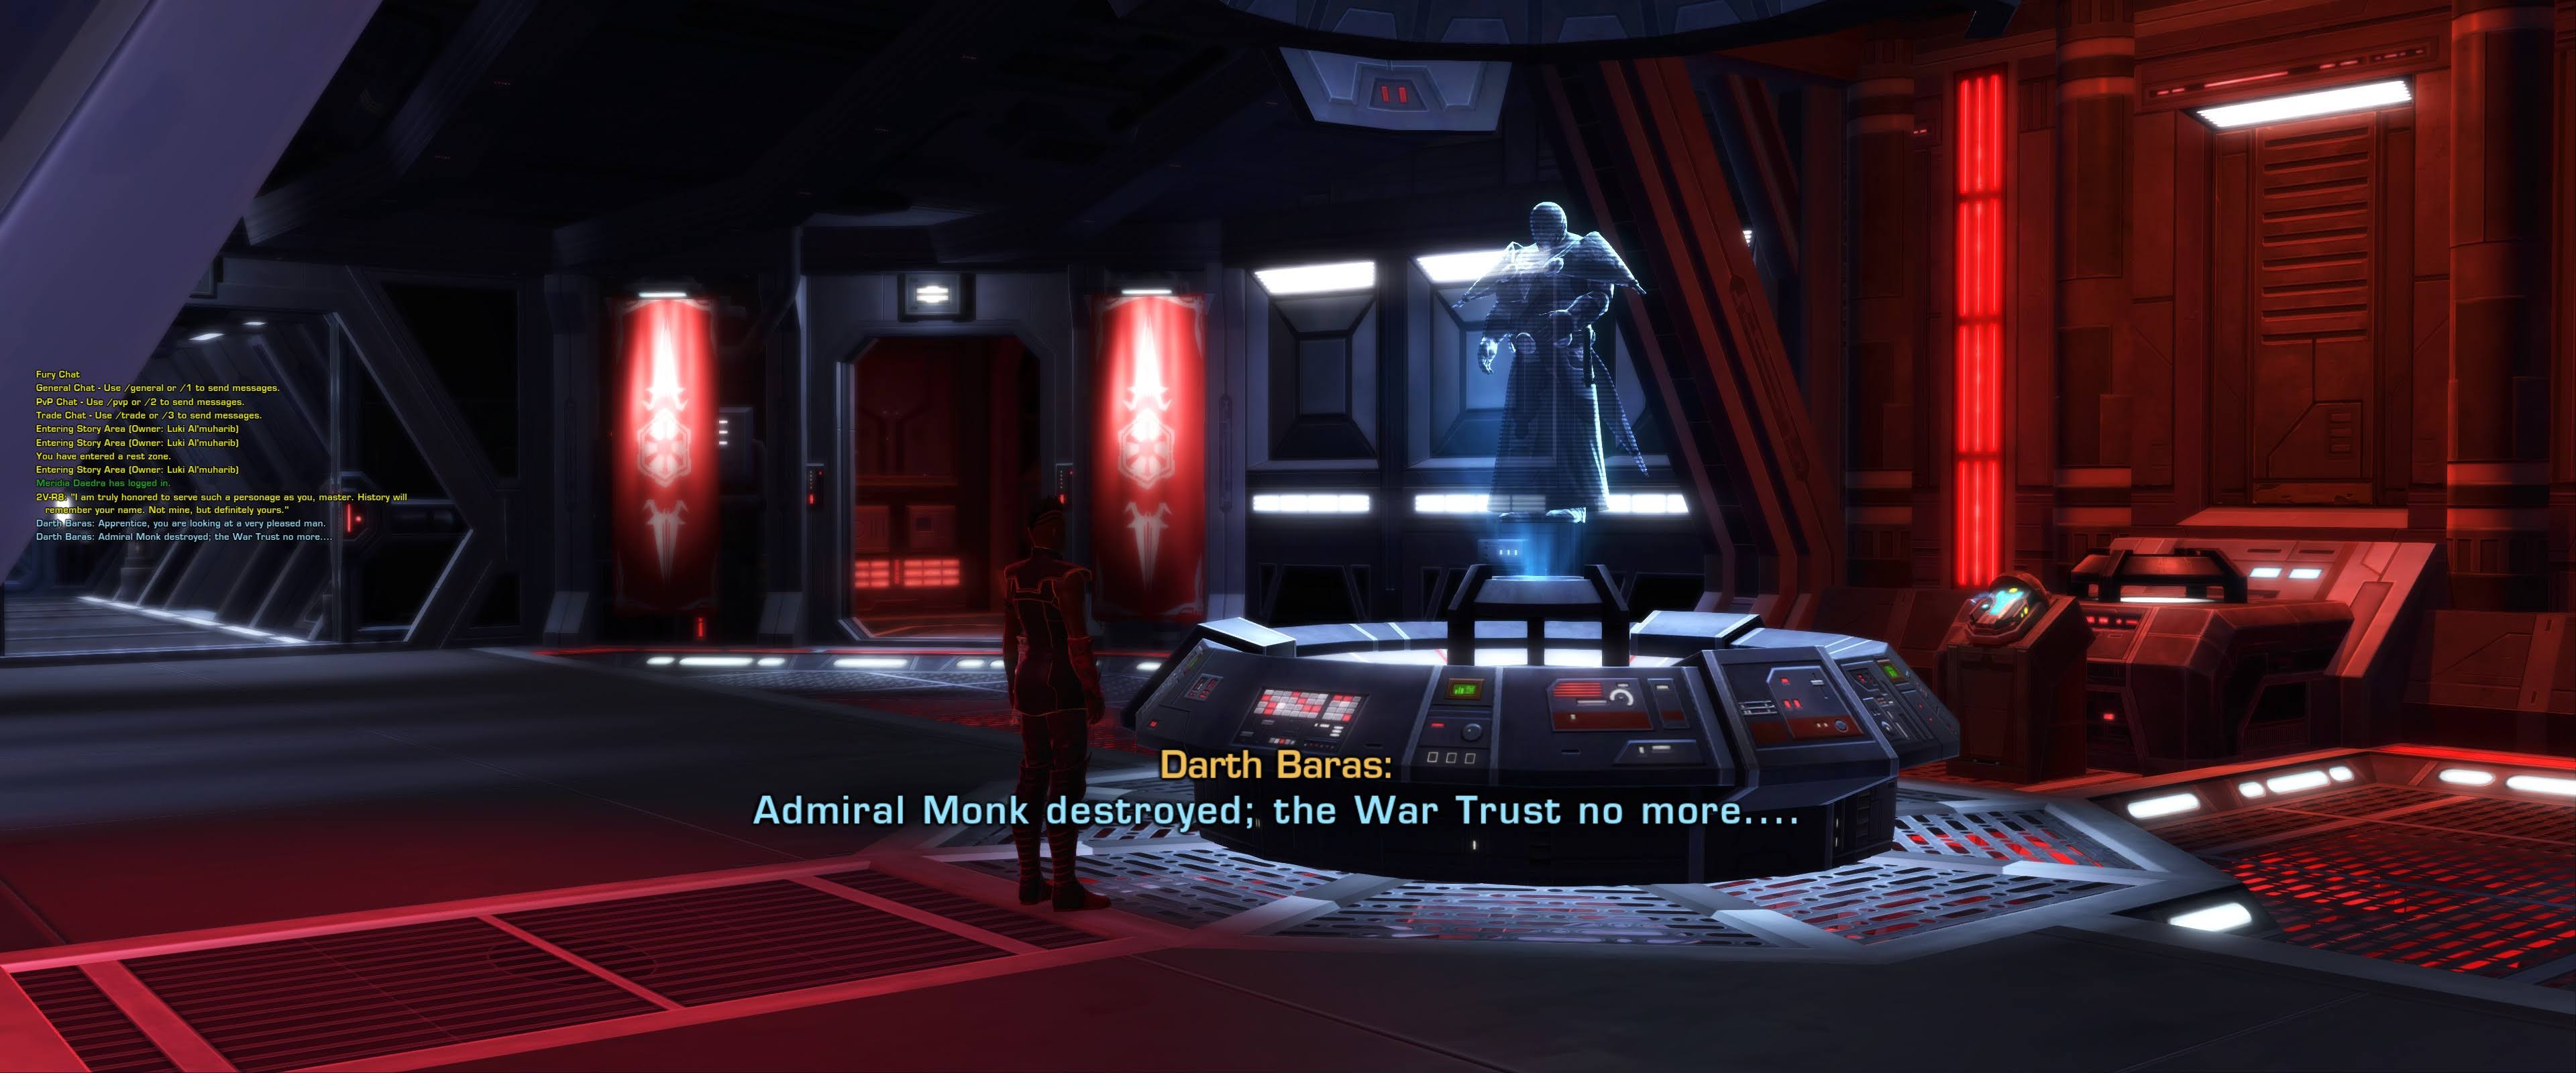 Fury Chat
General Chat - Use /general or /1 to send messages.
PvP Chat - Use /pvp or /2 to send messages.
Trade Chat - Use /trade or /3 to send messages.
Entering Story Area (Owner: Luki Al'muharib)
Entering Story Area (Owner: Luki Al'muharib)
You have entered a rest zone.
Entering Story Area (Owner: Luki Al'muharib)
Meridia Daedra has logged in.
2V-R8: "I am truly honored to serve such a personage as you, master. History will
remember your name. Not mine, but definitely yours."
Darth Baras: Apprentice, you are looking at a very pleased man.
Darth Baras: Admiral Monk destroyed; the War Trust no more....
Darth Baras:
Admiral Monk destroyed; the War Trust no more....